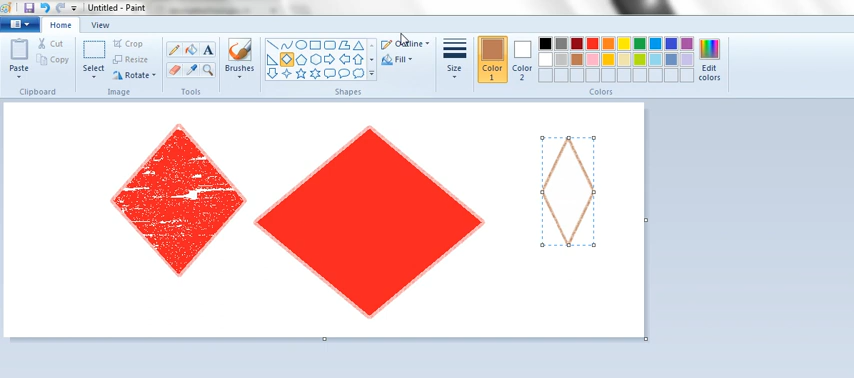 Untitled - Paint
Home View
Paste Cut Copy
Select Crop Resize Rotate
A
Brushes
Outline Fill
Size
Color 1
Color 2
Edit colors
Clipboard Image Tools Shapes Colors